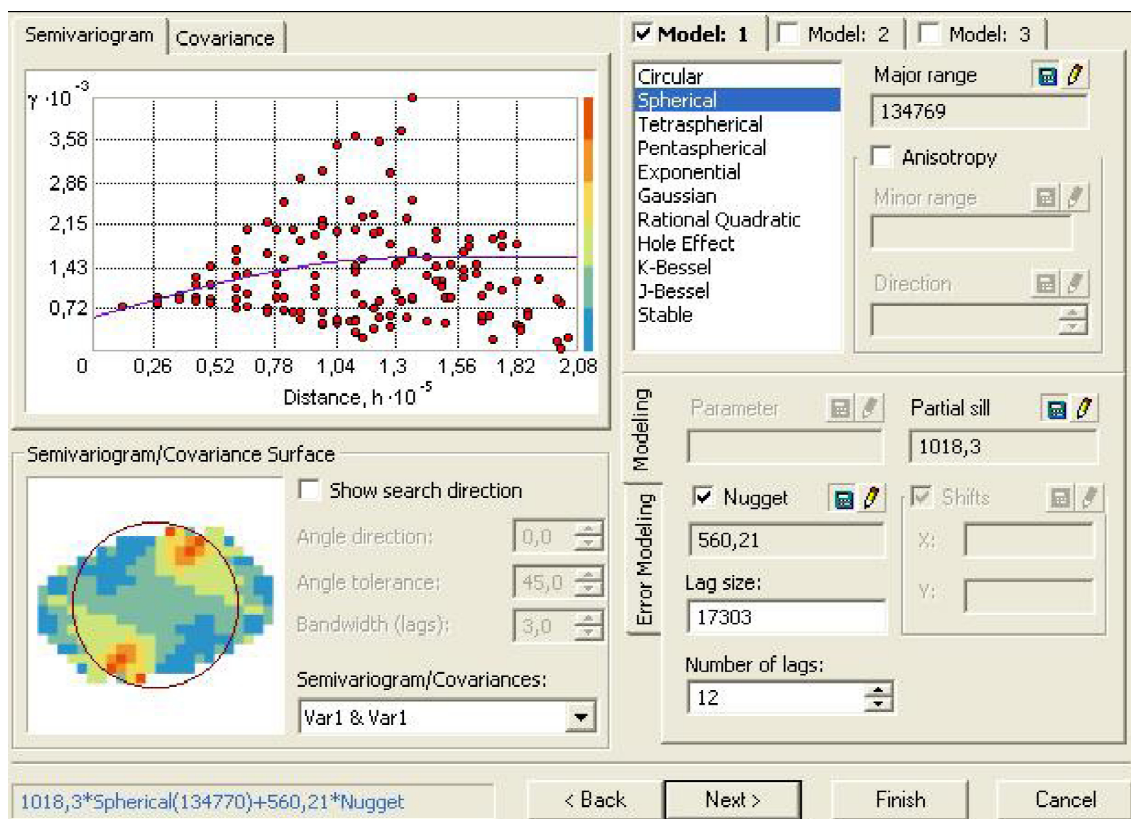 Semivariogram
Covariance
γ ·10⁻³
3,58
2,86
2,15
1,43
0,72
0 0,26 0,52 0,78 1,04 1,3 1,56 1,82 2,08
Distance, h ·10⁻⁵
Semivariogram/Covariance Surface
Show search direction
Angle direction: 0,0
Angle tolerance: 45,0
Bandwidth (lags): 3,0
Semivariogram/Covariances:
Var1 & Var1
Model: 1 Model: 2 Model: 3
Circular
Spherical
Tetraspherical
Pentaspherical
Exponential
Gaussian
Rational Quadratic
Hole Effect
K-Bessel
J-Bessel
Stable
Major range
134769
Anisotropy
Minor range
Direction
Modeling
Error Modeling
Parameter
Partial sill
1018,3
Nugget
560,21
Shifts
X:
Y:
Lag size:
17303
Number of lags:
12
1018,3*Spherical(134770)+560,21*Nugget
< Back Next > Finish Cancel